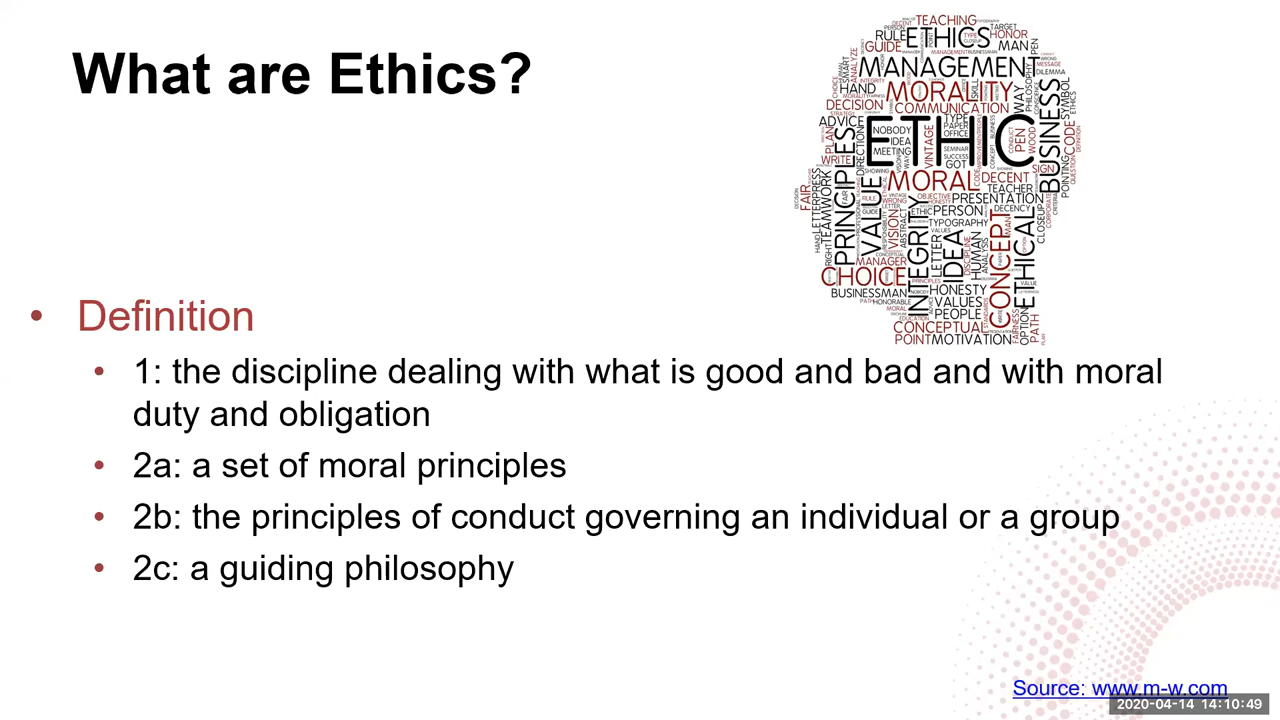 What are Ethics?
TEACHING
RULE ETHICS HONOR
GUIDE MAN
MANAGEMENT
HAND MORALITY
DECISION COMMUNICATION
ADVICE ETHIC
BUSINESS
PRINCIPLES
VALUE
MORAL
DECENT
TEACHER
PRESENTATION
PERSON
TYPOGRAPHY
INTEGRITY
IDEA
CONCEPT
ETHICAL
MANAGER
CHOICE
BUSINESSMAN
HONESTY
VALUES
PEOPLE
CONCEPTUAL
POINT MOTIVATION
• Definition
• 1: the discipline dealing with what is good and bad and with moral
duty and obligation
• 2a: a set of moral principles
• 2b: the principles of conduct governing an individual or a group
• 2c: a guiding philosophy
Source: www.m-w.com
2020-04-14 14:10:49